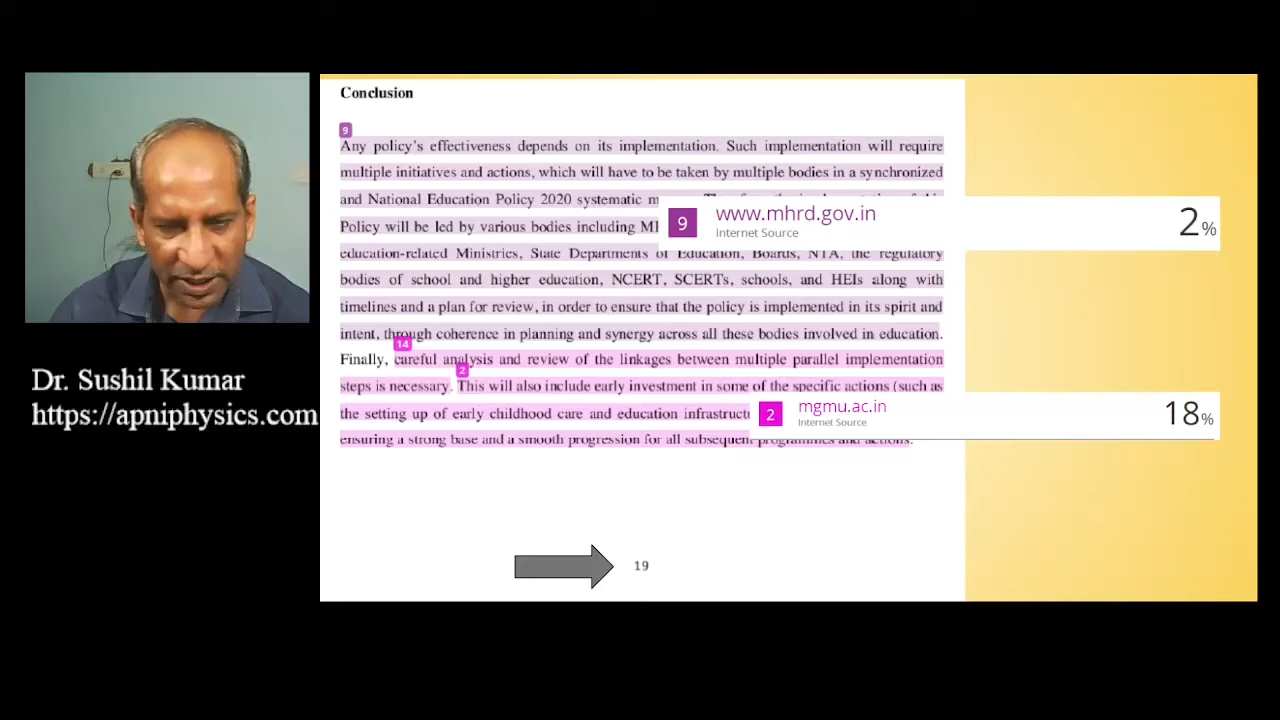 Conclusion
9
Any policy's effectiveness depends on its implementation. Such implementation will require
multiple initiatives and actions, which will have to be taken by multiple bodies in a synchronized
and National Education Policy 2020 systematic
9 www.mhrd.gov.in 2%
Internet Source
Policy will be led by various bodies including
education-related Ministries, State Departments of Education, Boards, NTA, the regulatory
bodies of school and higher education, NCERT, SCERTs, schools, and HEIs along with
timelines and a plan for review, in order to ensure that the policy is implemented in its spirit and
intent, through coherence in planning and synergy across all these bodies involved in education.
14
Finally, careful analysis and review of the linkages between multiple parallel implementation
2
steps is necessary. This will also include early investment in some of the specific actions (such as
the setting up of early childhood care and education
2 mgmu.ac.in 18%
Internet Source
ensuring a strong base and a smooth progression for all subsequent programmes and actions.
19
Dr. Sushil Kumar
https://apniphysics.com